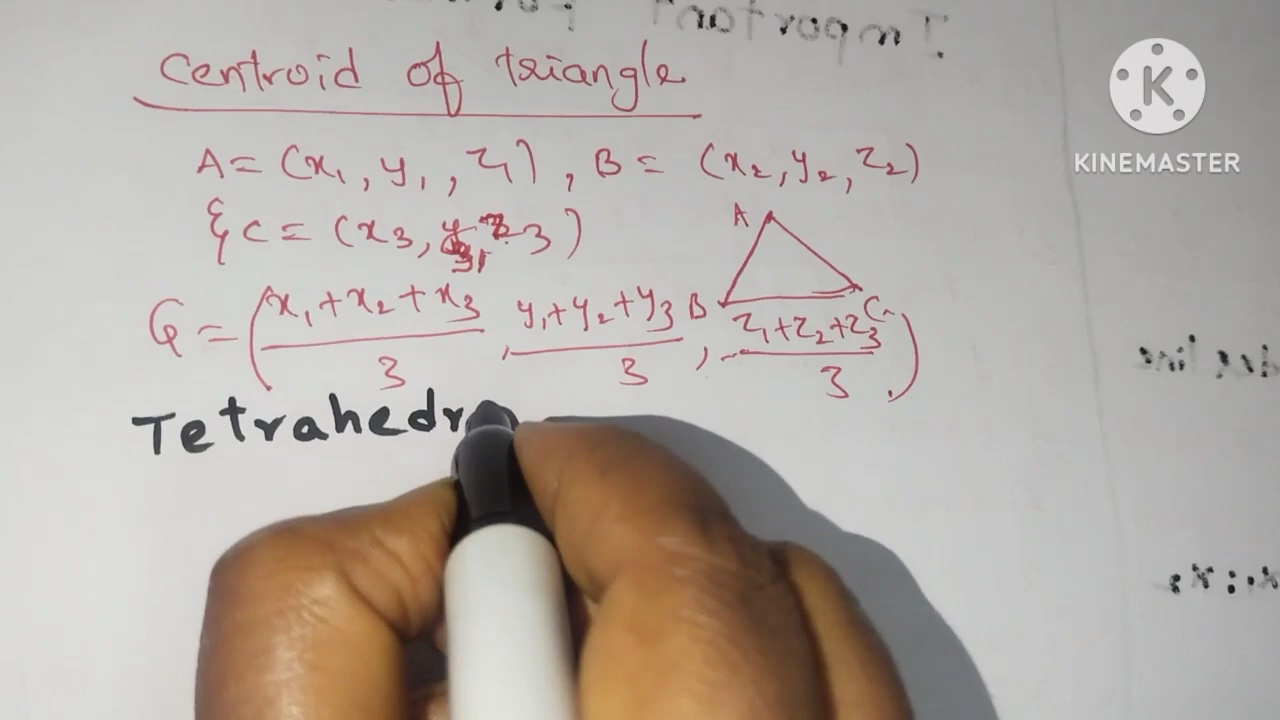 Centroid of triangle
A = (x₁, y₁, z₁), B = (x₂, y₂, z₂)
& C = (x₃, y₃, z₃)
A
B
C
G = (x₁+x₂+x₃/3, y₁+y₂+y₃/3, z₁+z₂+z₃/3)
Tetrahedr
K
KINEMASTER